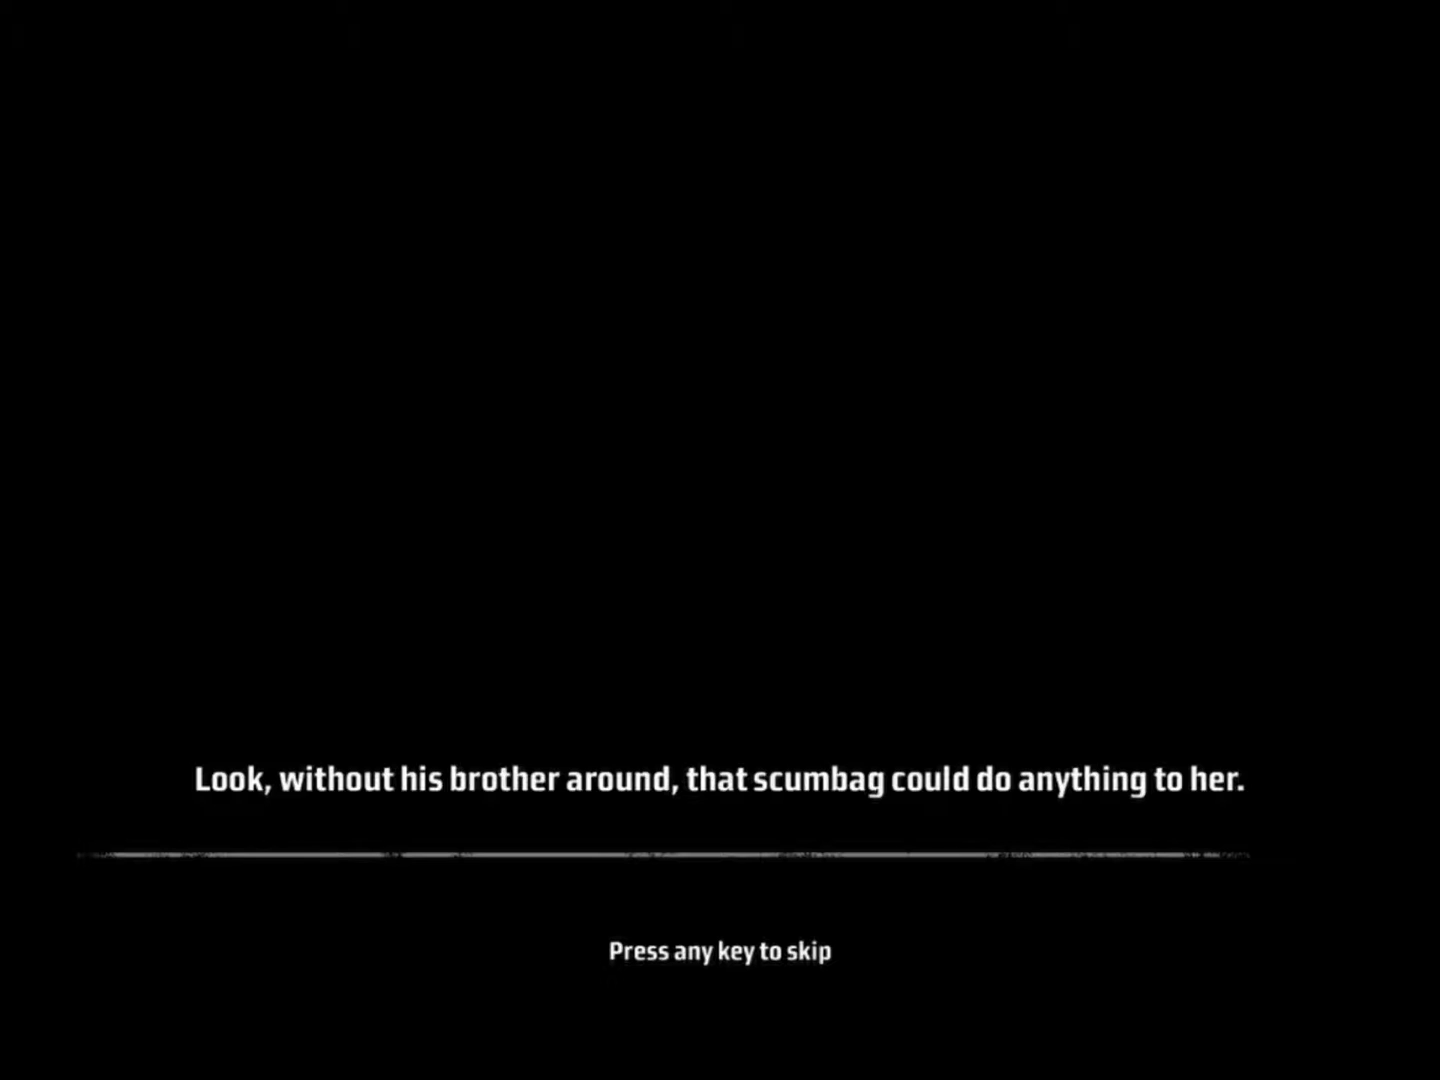 Look, without his brother around, that scumbag could do anything to her.
Press any key to skip